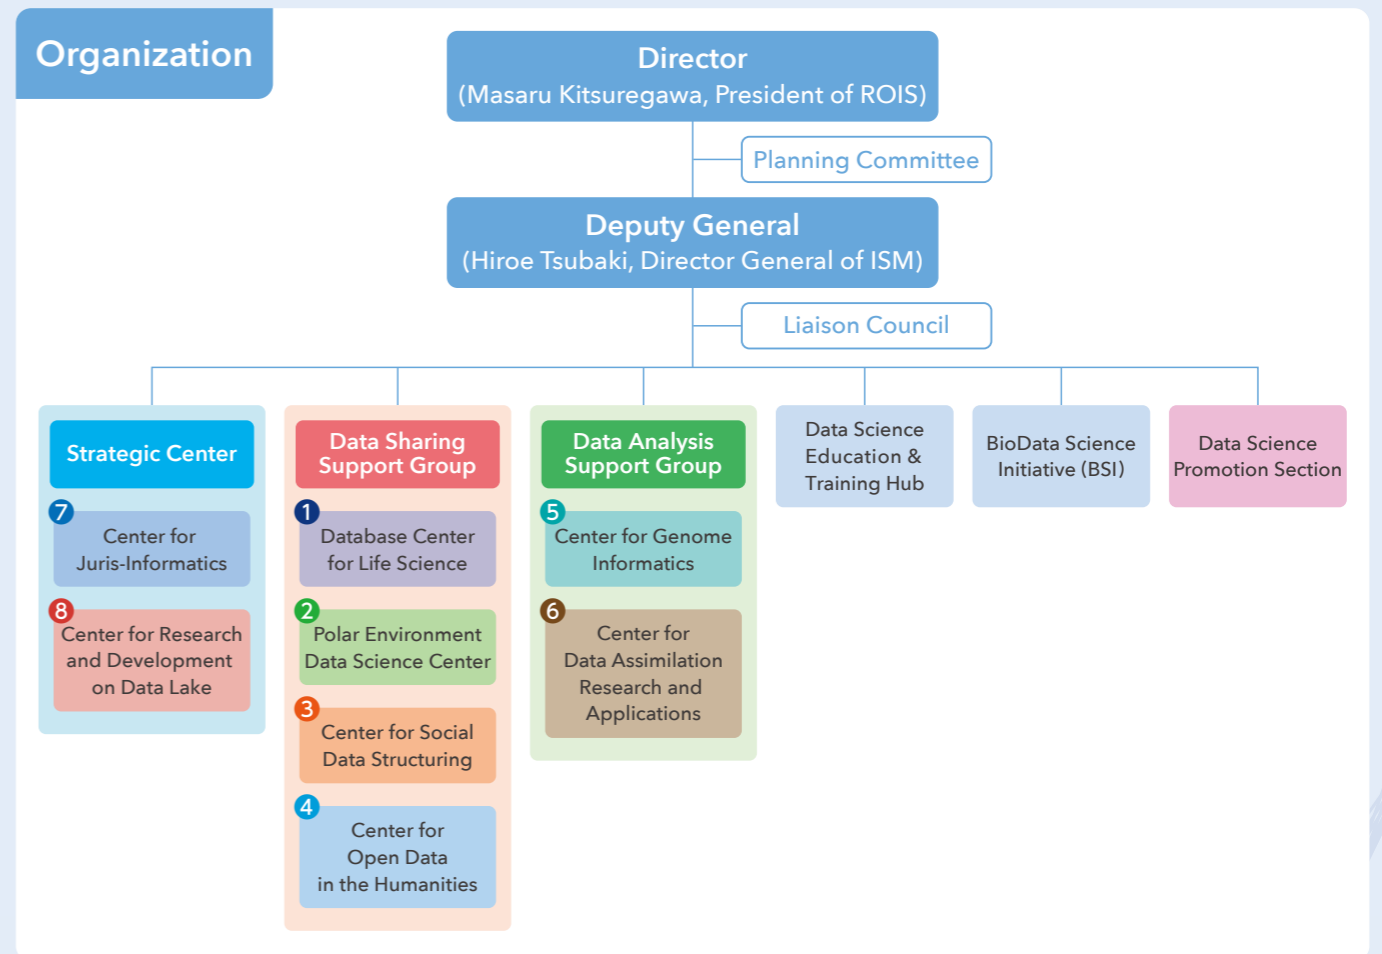 Organization
Director
(Masaru Kitsuregawa, President of ROIS)
Planning Committee
Deputy General
(Hiroe Tsubaki, Director General of ISM)
Liaison Council
Strategic Center
7
Center for
Juris-Informatics
8
Center for Research
and Development
on Data Lake
Data Sharing
Support Group
1
Database Center
for Life Science
2
Polar Environment
Data Science Center
3
Center for Social
Data Structuring
4
Center for
Open Data
in the Humanities
Data Analysis
Support Group
5
Center for Genome
Informatics
6
Center for
Data Assimilation
Research and
Applications
Data Science
Education &
Training Hub
BioData Science
Initiative (BSI)
Data Science
Promotion Section